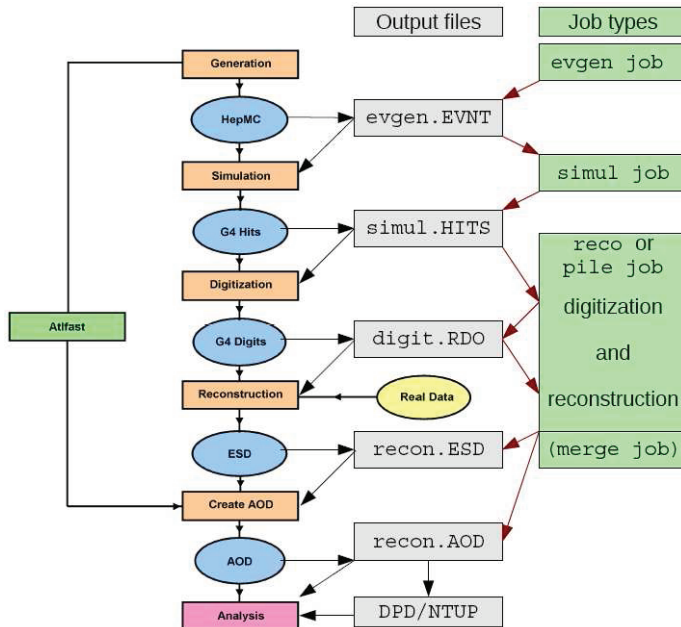 Output files
Job types
Generation
evgen job
HepMC
evgen.EVNT
Simulation
simul job
G4 Hits
simul.HITS
reco or
pile job
Digitization
digitization
Atlfast
G4 Digits
digit.RDO
and
Reconstruction
Real Data
reconstruction
ESD
recon.ESD
(merge job)
Create AOD
AOD
recon.AOD
Analysis
DPD/NTUP